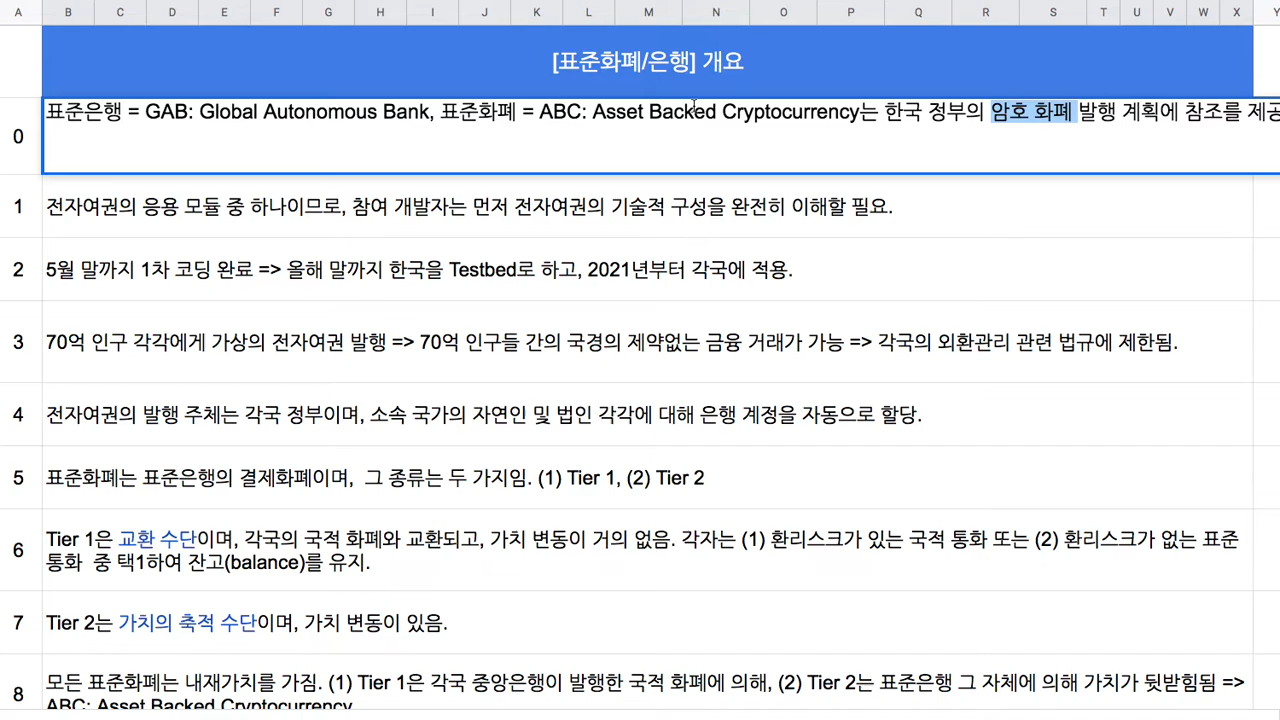 A B C D E F G H I J K L M N O P Q R S T U V W X Y
[표준화폐/은행] 개요
0 표준은행 = GAB: Global Autonomous Bank, 표준화폐 = ABC: Asset Backed Cryptocurrency는 한국 정부의 암호 화폐 발행 계획에 참조를 제공
1 전자여권의 응용 모듈 중 하나이므로, 참여 개발자는 먼저 전자여권의 기술적 구성을 완전히 이해할 필요.
2 5월 말까지 1차 코딩 완료 => 올해 말까지 한국을 Testbed로 하고, 2021년부터 각국에 적용.
3 70억 인구 각각에게 가상의 전자여권 발행 => 70억 인구들 간의 국경의 제약없는 금융 거래가 가능 => 각국의 외환관리 관련 법규에 제한됨.
4 전자여권의 발행 주체는 각국 정부이며, 소속 국가의 자연인 및 법인 각각에 대해 은행 계정을 자동으로 할당.
5 표준화폐는 표준은행의 결제화폐이며, 그 종류는 두 가지임. (1) Tier 1, (2) Tier 2
6 Tier 1은 교환 수단이며, 각국의 국적 화폐와 교환되고, 가치 변동이 거의 없음. 각자는 (1) 환리스크가 있는 국적 통화 또는 (2) 환리스크가 없는 표준
통화 중 택1하여 잔고(balance)를 유지.
7 Tier 2는 가치의 축적 수단이며, 가치 변동이 있음.
8 모든 표준화폐는 내재가치를 가짐. (1) Tier 1은 각국 중앙은행이 발행한 국적 화폐에 의해, (2) Tier 2는 표준은행 그 자체에 의해 가치가 뒷받힘됨 =>
ABC: Asset Backed Cryptocurrency